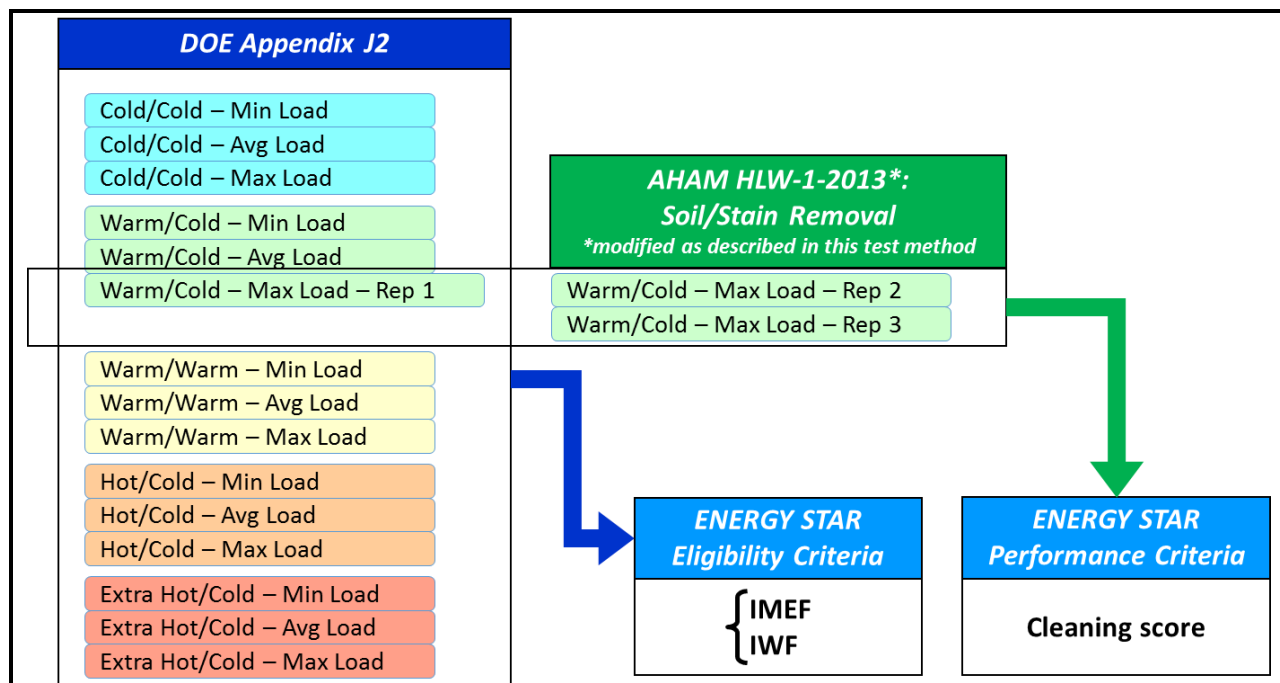 DOE Appendix J2
Cold/Cold – Min Load
Cold/Cold – Avg Load
Cold/Cold – Max Load
Warm/Cold – Min Load
Warm/Cold – Avg Load
Warm/Cold – Max Load – Rep 1
Warm/Warm – Min Load
Warm/Warm – Avg Load
Warm/Warm – Max Load
Hot/Cold – Min Load
Hot/Cold – Avg Load
Hot/Cold – Max Load
Extra Hot/Cold – Min Load
Extra Hot/Cold – Avg Load
Extra Hot/Cold – Max Load
AHAM HLW-1-2013*:
Soil/Stain Removal
*modified as described in this test method
Warm/Cold – Max Load – Rep 2
Warm/Cold – Max Load – Rep 3
ENERGY STAR
Eligibility Criteria
IMEF
IWF
ENERGY STAR
Performance Criteria
Cleaning score